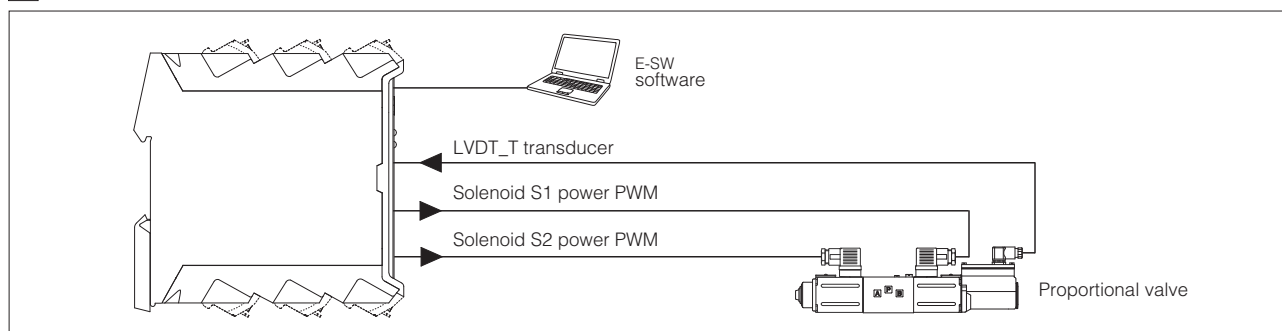 E-SW
software
LVDT_T transducer
Solenoid S1 power PWM
Solenoid S2 power PWM
A P B
Proportional valve